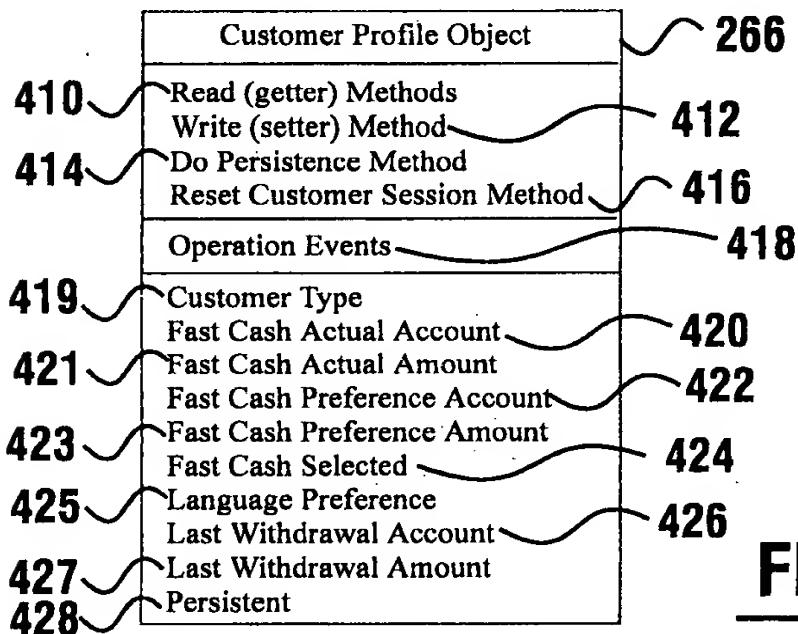 Customer Profile Object 266
410 Read (getter) Methods
Write (setter) Method 412
414 Do Persistence Method
Reset Customer Session Method 416
Operation Events 418
419 Customer Type
Fast Cash Actual Account 420
421 Fast Cash Actual Amount
Fast Cash Preference Account 422
423 Fast Cash Preference Amount
Fast Cash Selected 424
425 Language Preference
Last Withdrawal Account 426
427 Last Withdrawal Amount
428 Persistent